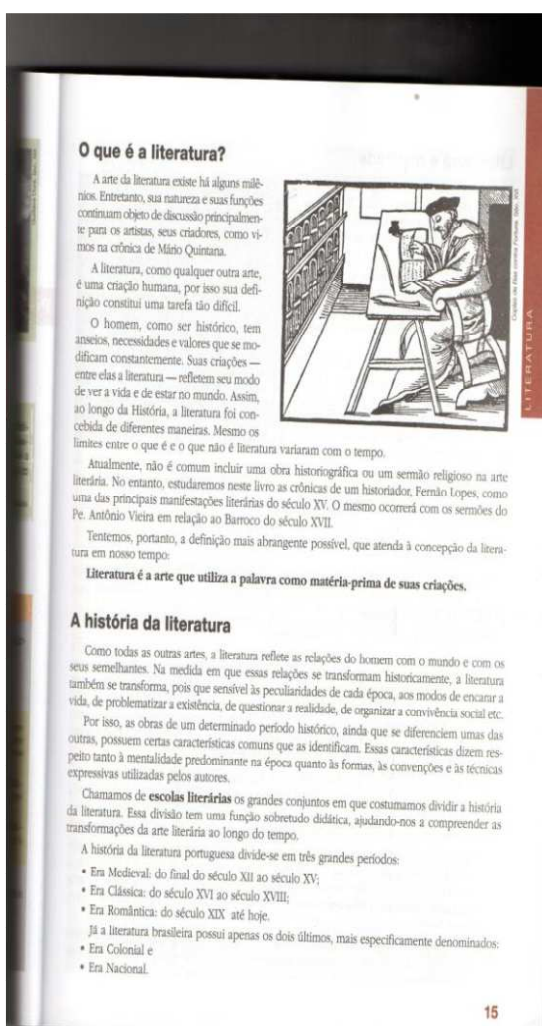 O que é a literatura?
A arte da literatura existe há alguns milê-
nios. Entretanto, sua natureza e suas funções
continuam objeto de discussão principalmen-
te para os artistas, seus criadores, como vi-
mos na crônica de Mário Quintana.
A literatura, como qualquer outra arte,
é uma criação humana, por isso sua defi-
nição constitui uma tarefa tão difícil.
O homem, como ser histórico, tem
anseios, necessidades e valores que se mo-
dificam constantemente. Suas criações —
entre elas a literatura — refletem seu modo
de ver a vida e de estar no mundo. Assim,
ao longo da História, a literatura foi con-
cebida de diferentes maneiras. Mesmo os
limites entre o que é e o que não é literatura variaram com o tempo.
Atualmente, não é comum incluir uma obra historiográfica ou um sermão religioso na arte
literária. No entanto, estudaremos neste livro as crônicas de um historiador, Fernão Lopes, como
uma das principais manifestações literárias do século XV. O mesmo ocorrerá com os sermões do
Pe. Antônio Vieira em relação ao Barroco do século XVII.
Tentemos, portanto, a definição mais abrangente possível, que atenda à concepção da litera-
tura em nosso tempo:
Literatura é a arte que utiliza a palavra como matéria-prima de suas criações.
A história da literatura
Como todas as outras artes, a literatura reflete as relações do homem com o mundo e com os
seus semelhantes. Na medida em que essas relações se transformam historicamente, a literatura
também se transforma, pois que sensível às peculiaridades de cada época, aos modos de encarar a
vida, de problematizar a existência, de questionar a realidade, de organizar a convivência social etc.
Por isso, as obras de um determinado período histórico, ainda que se diferenciem umas das
outras, possuem certas características comuns que as identificam. Essas características dizem res-
peito tanto à mentalidade predominante na época quanto às formas, às convenções e às técnicas
expressivas utilizadas pelos autores.
Chamamos de escolas literárias os grandes conjuntos em que costumamos dividir a história
da literatura. Essa divisão tem uma função sobretudo didática, ajudando-nos a compreender as
transformações da arte literária ao longo do tempo.
A história da literatura portuguesa divide-se em três grandes períodos:
• Era Medieval: do final do século XII ao século XV;
• Era Clássica: do século XVI ao século XVIII;
• Era Romântica: do século XIX até hoje.
Já a literatura brasileira possui apenas os dois últimos, mais especificamente denominados:
• Era Colonial e
• Era Nacional.
LITERATURA
15